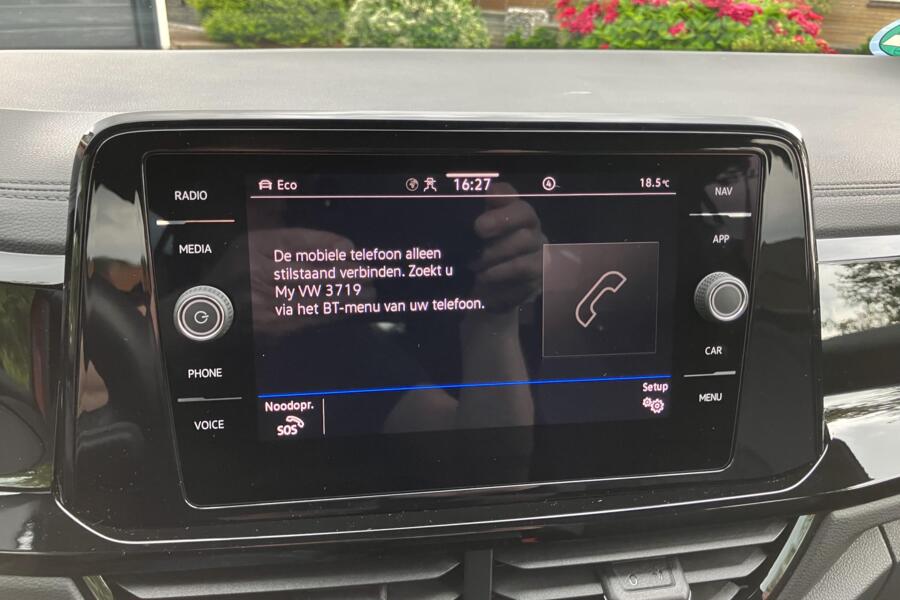 RADIO
MEDIA
PHONE
VOICE
Eco
16:27
4
18.5°C
De mobiele telefoon alleen
stilstaand verbinden. Zoekt u
My VW 3719
via het BT-menu van uw telefoon.
Noodopr.
SOS
Setup
NAV
APP
CAR
MENU